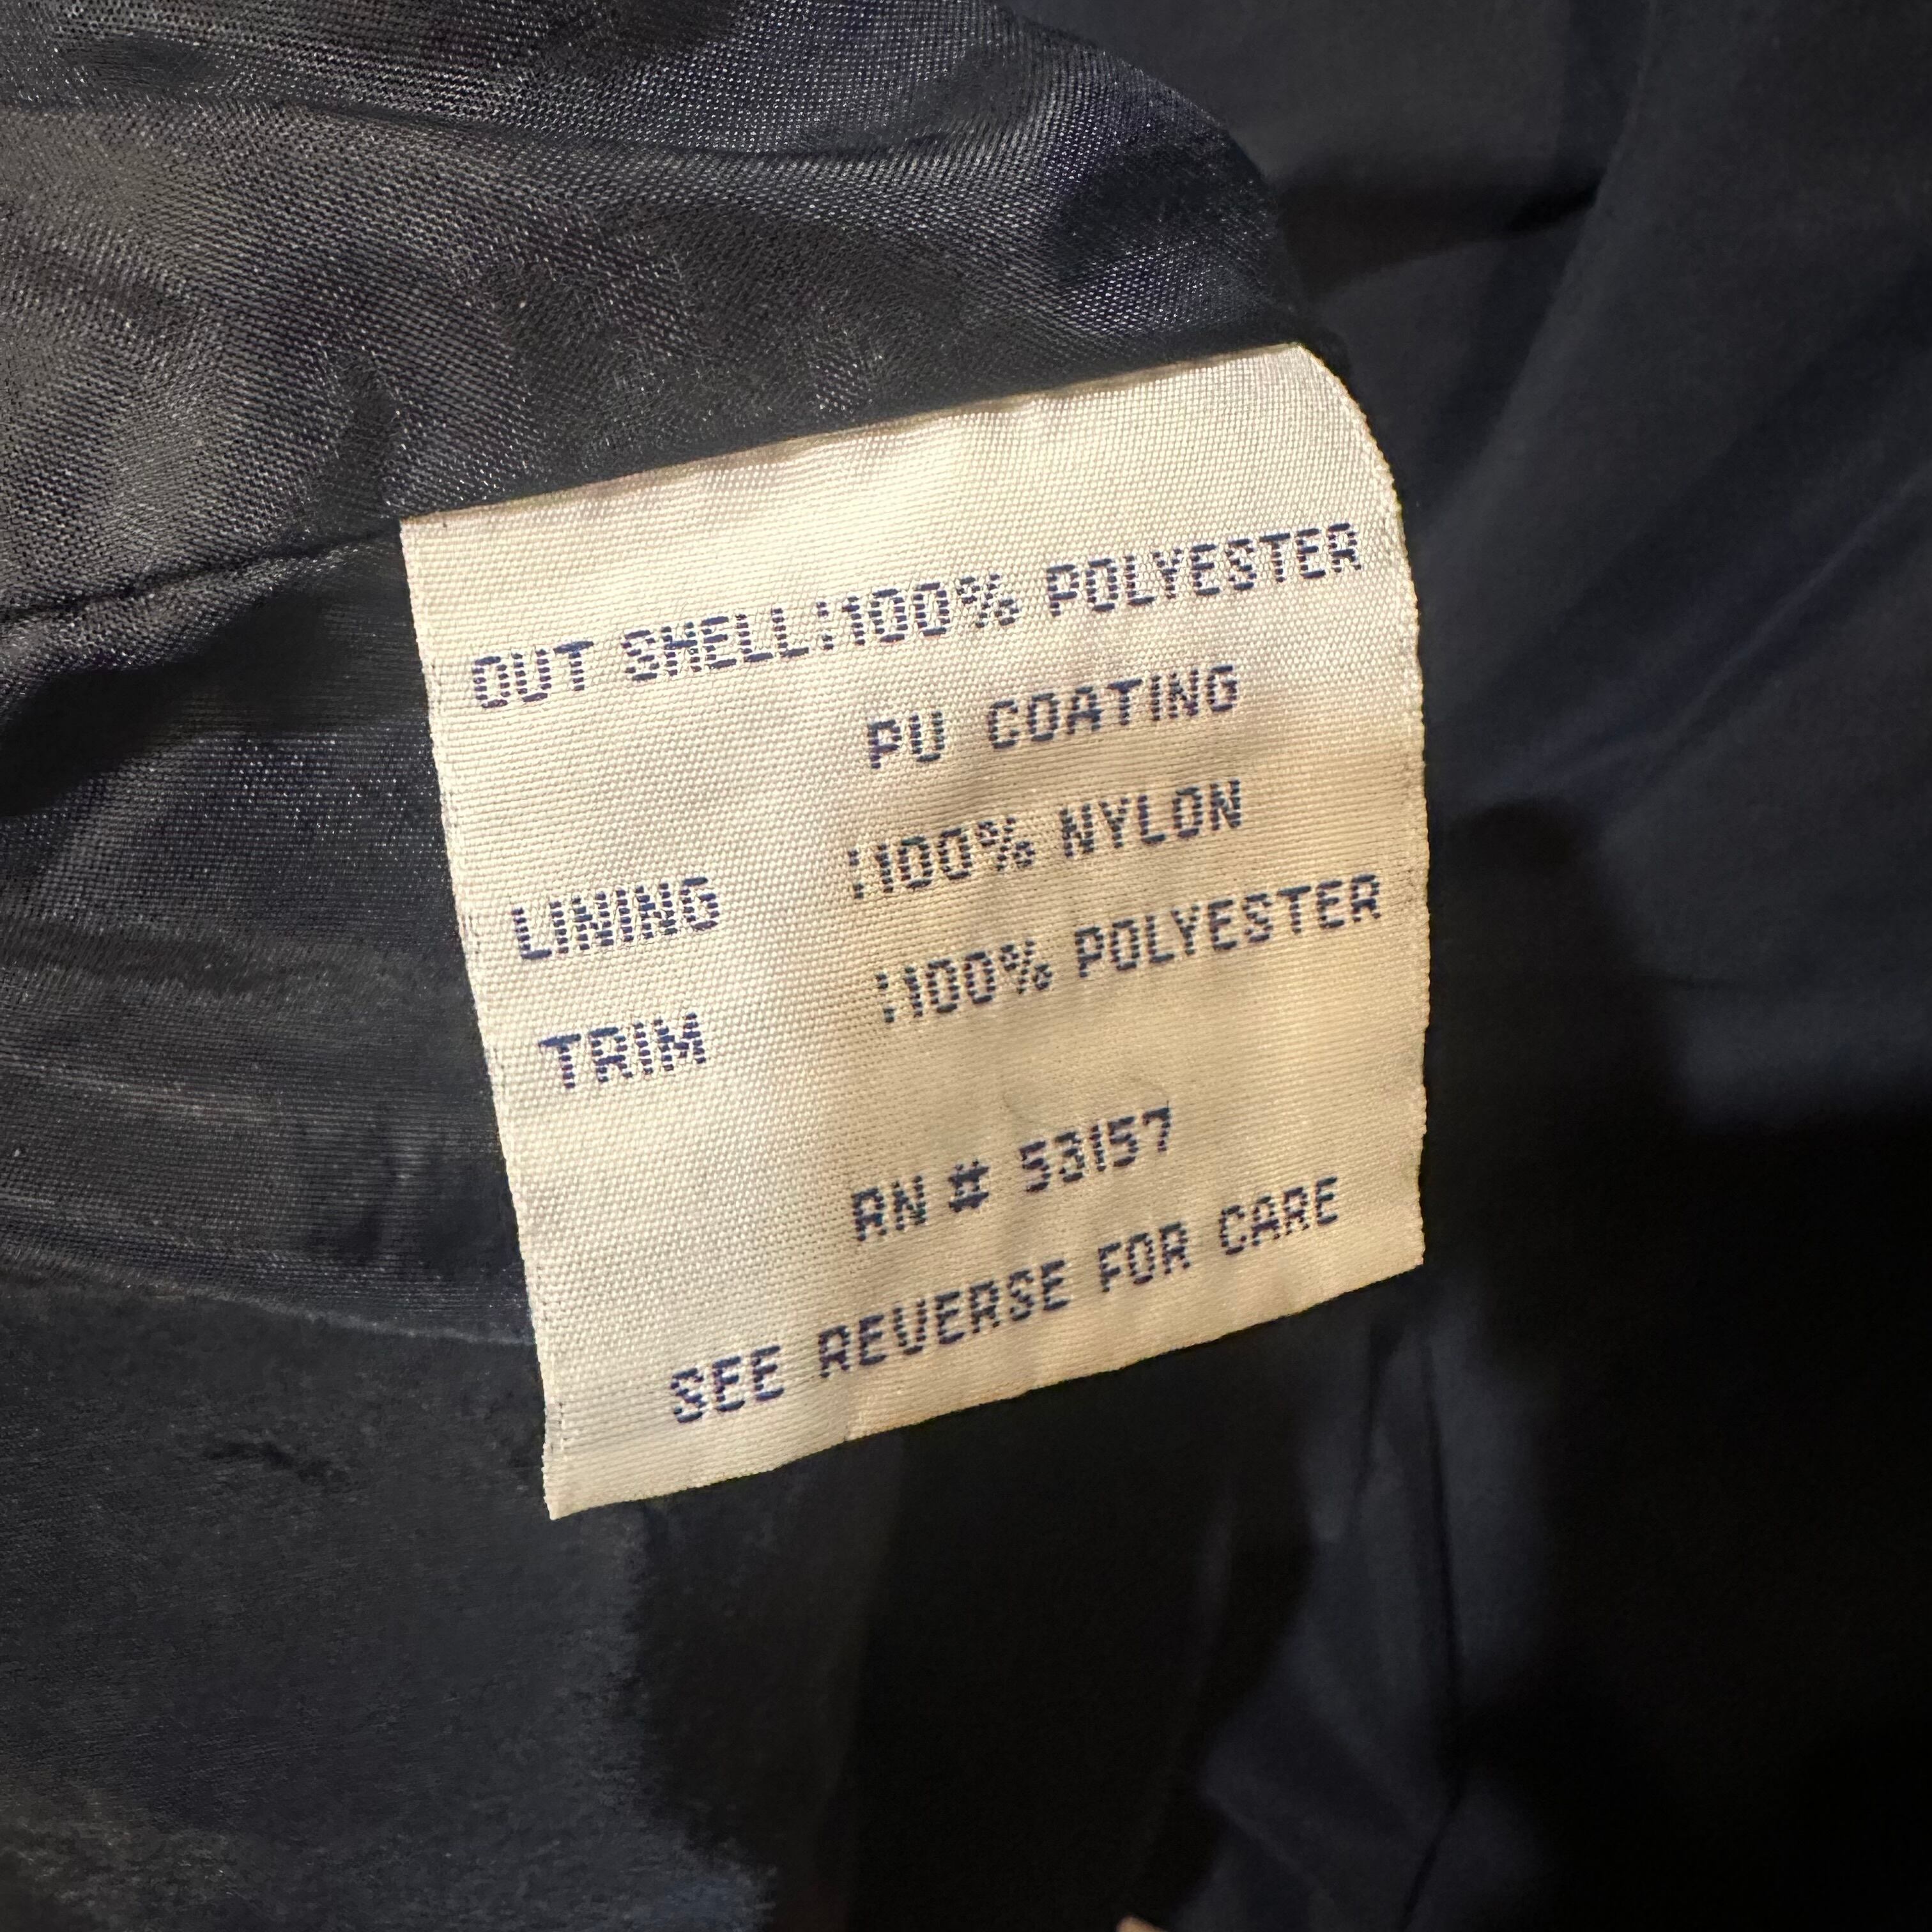 OUT SHELL:100% POLYESTER
PU COATING
LINING :100% NYLON
TRIM :100% POLYESTER
RN # 53157
SEE REVERSE FOR CARE